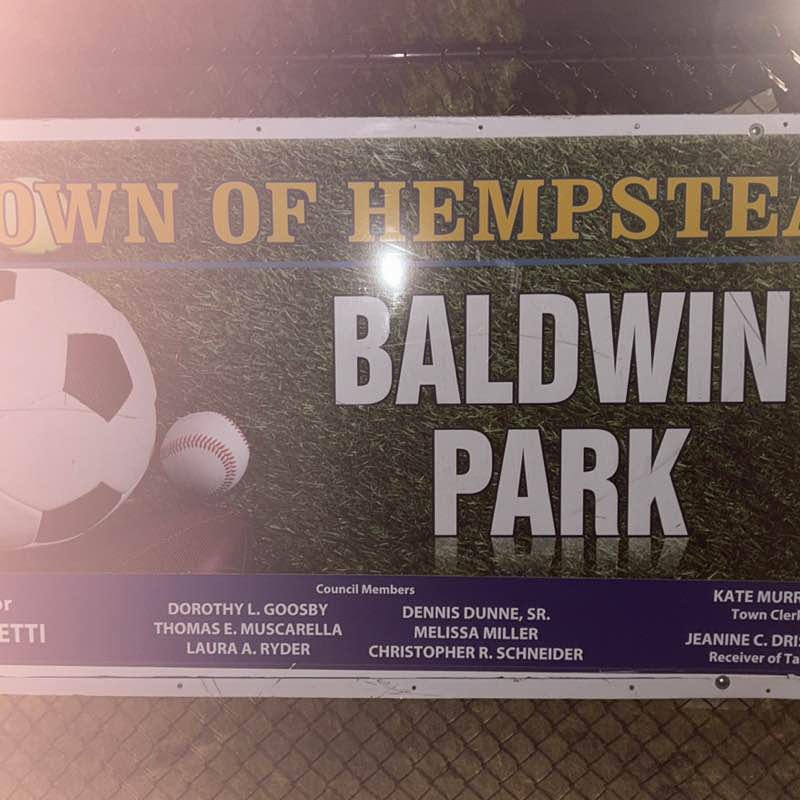 OWN OF HEMPSTEA
BALDWIN
PARK
or
ETTI
Council Members
DOROTHY L. GOOSBY
THOMAS E. MUSCARELLA
LAURA A. RYDER
DENNIS DUNNE, SR.
MELISSA MILLER
CHRISTOPHER R. SCHNEIDER
KATE MURR
Town Clerk
JEANINE C. DRIS
Receiver of Ta